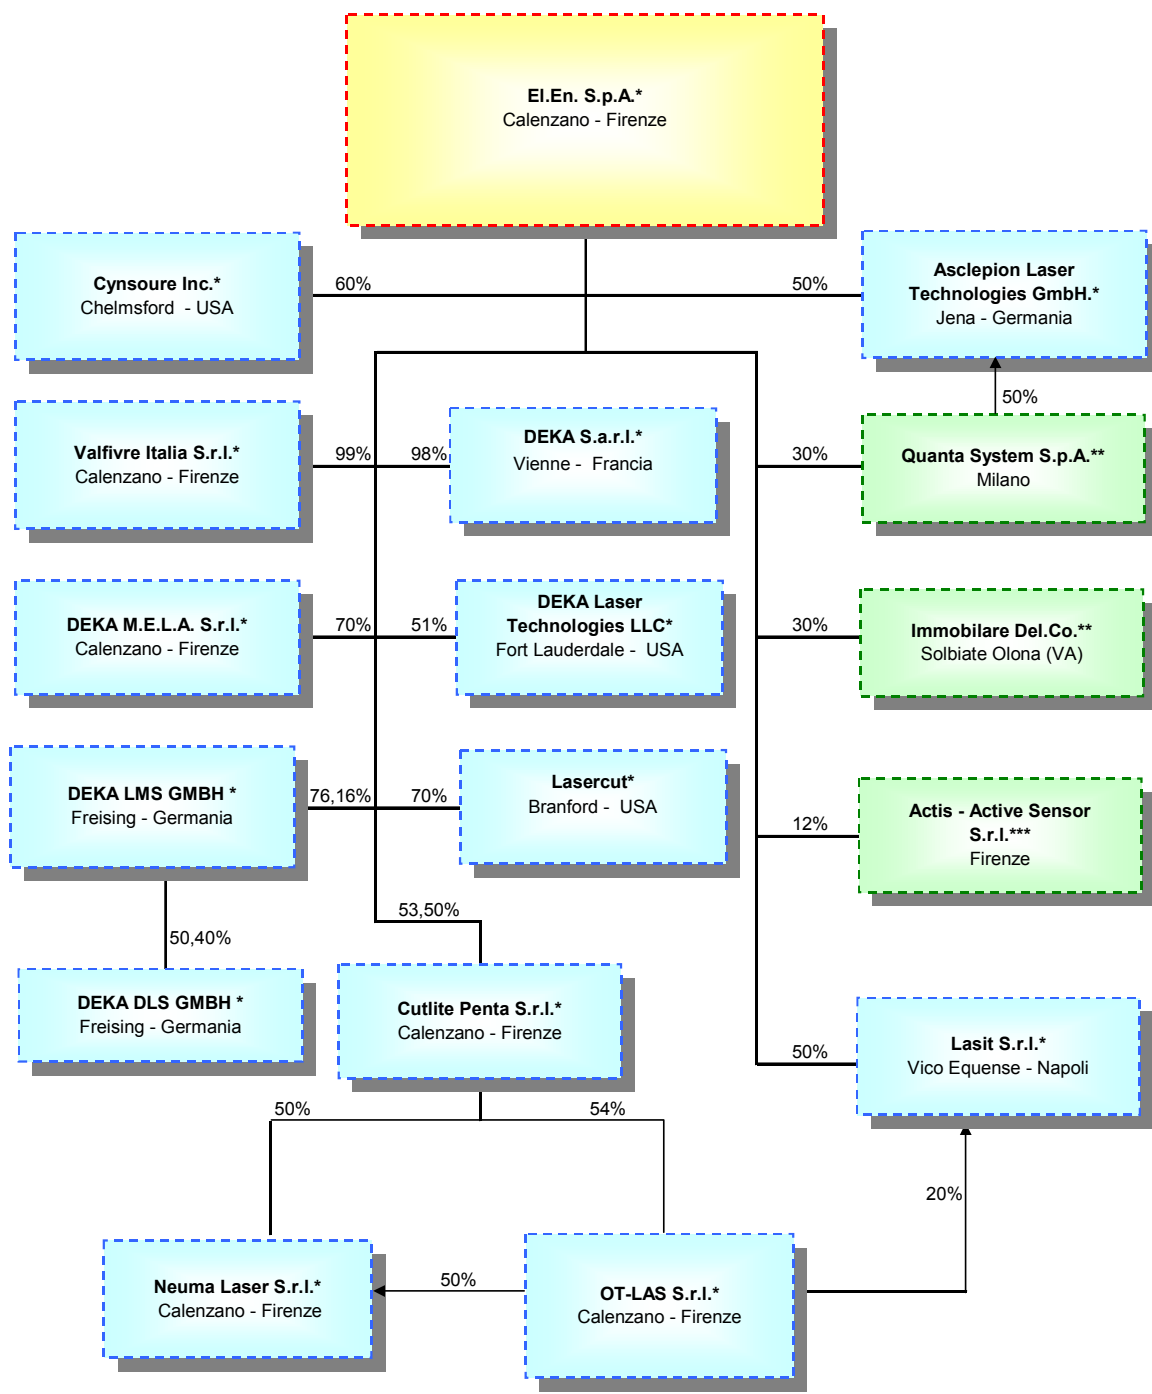 El.En. S.p.A.*
Calenzano - Firenze
Cynsoure Inc.*
Chelmsford - USA
60%
50%
Asclepion Laser
Technologies GmbH.*
Jena - Germania
50%
Valfivre Italia S.r.l.*
Calenzano - Firenze
99%
98%
DEKA S.a.r.l.*
Vienne - Francia
30%
Quanta System S.p.A.**
Milano
DEKA M.E.L.A. S.r.l.*
Calenzano - Firenze
70%
51%
DEKA Laser
Technologies LLC*
Fort Lauderdale - USA
30%
Immobilare Del.Co.**
Solbiate Olona (VA)
DEKA LMS GMBH *
Freising - Germania
76,16%
70%
Lasercut*
Branford - USA
12%
Actis - Active Sensor
S.r.l.***
Firenze
50,40%
53,50%
DEKA DLS GMBH *
Freising - Germania
Cutlite Penta S.r.l.*
Calenzano - Firenze
50%
Lasit S.r.l.*
Vico Equense - Napoli
50%
54%
20%
Neuma Laser S.r.l.*
Calenzano - Firenze
50%
OT-LAS S.r.l.*
Calenzano - Firenze